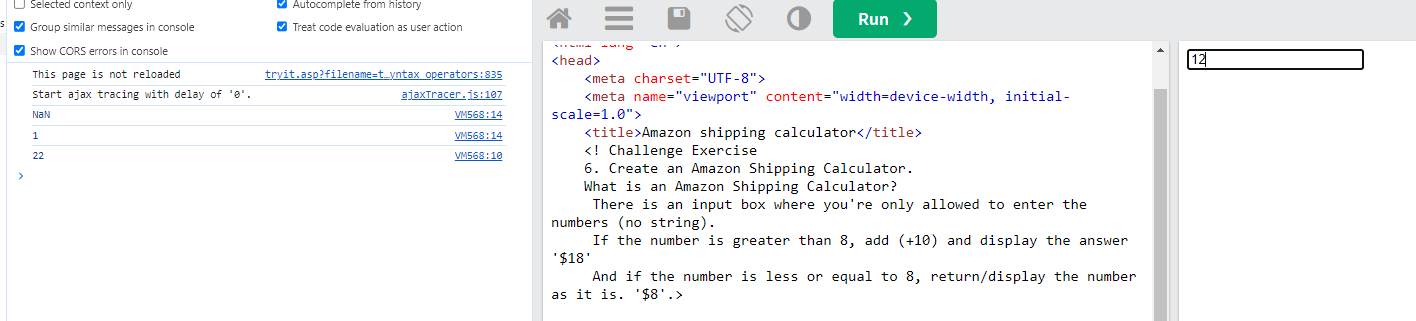 Selected context only
Autocomplete from history
Group similar messages in console
Treat code evaluation as user action
Show CORS errors in console
This page is not reloaded tryit.asp?filename=t…yntax operators:835
Start ajax tracing with delay of '0'. ajaxTracer.js:107
NaN VM568:14
1 VM568:14
22 VM568:10
>
s
Run ❯
<head>
<meta charset="UTF-8">
<meta name="viewport" content="width=device-width, initial-
scale=1.0">
<title>Amazon shipping calculator</title>
<! Challenge Exercise
6. Create an Amazon Shipping Calculator.
What is an Amazon Shipping Calculator?
There is an input box where you're only allowed to enter the
numbers (no string).
If the number is greater than 8, add (+10) and display the answer
'$18'
And if the number is less or equal to 8, return/display the number
as it is. '$8'.>
12